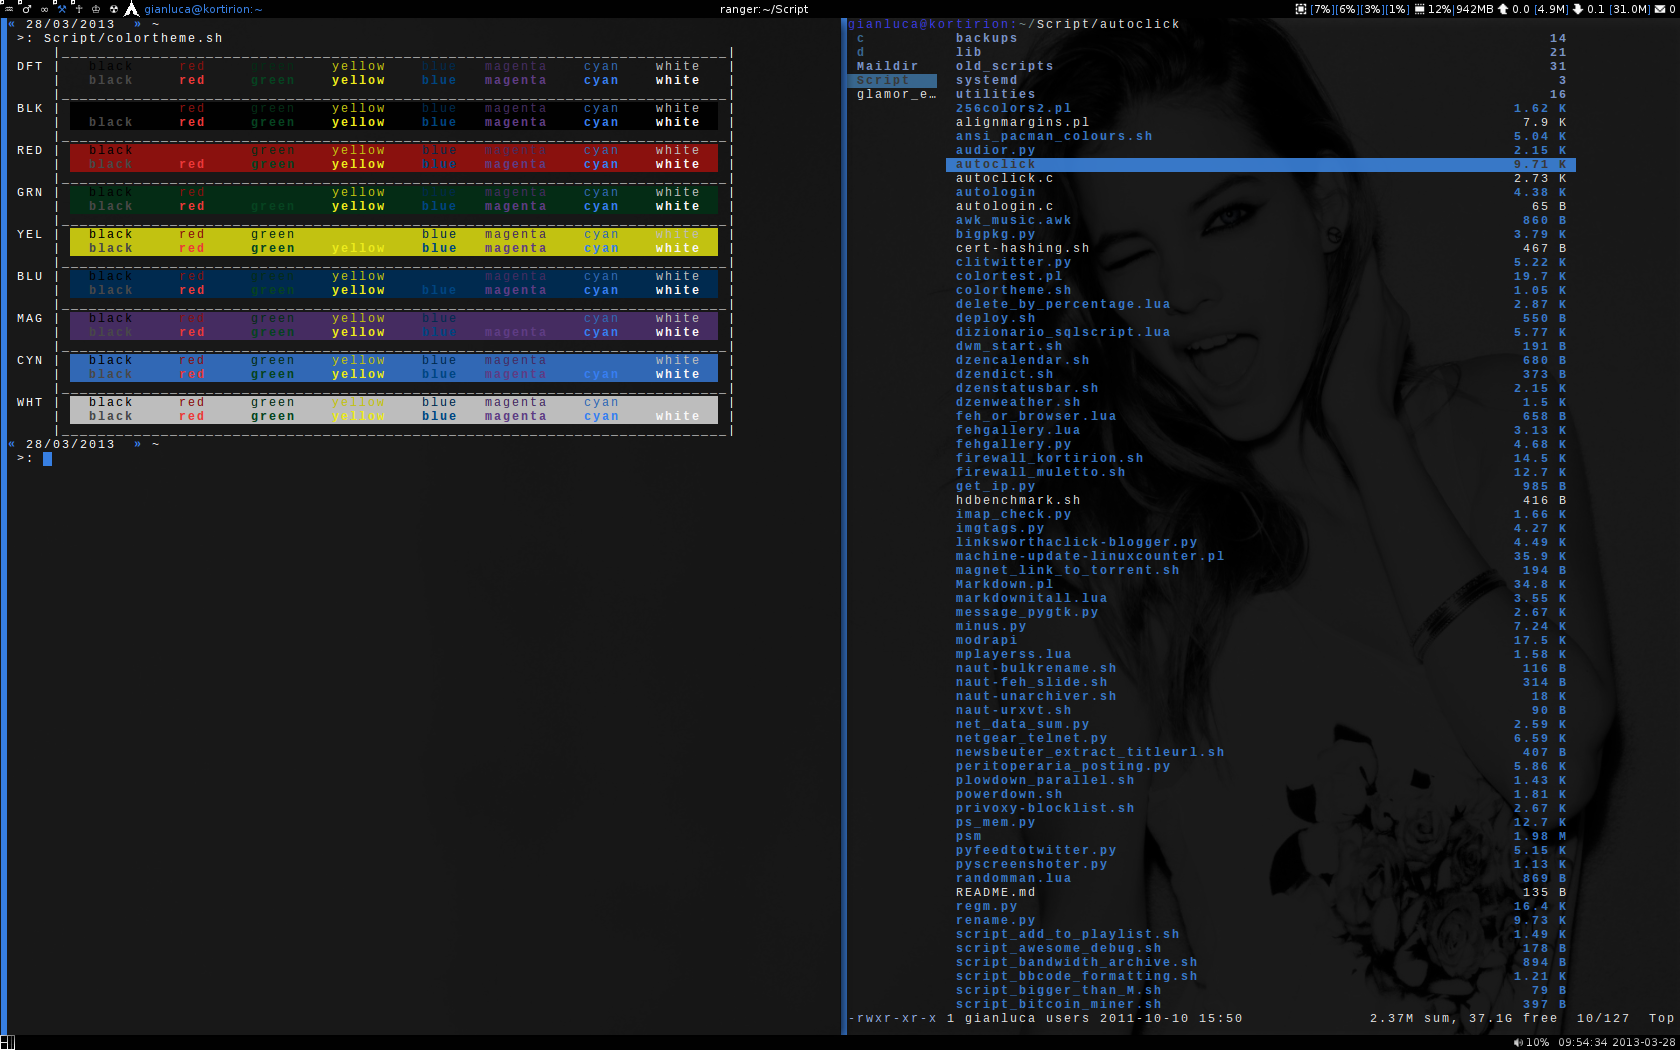 gianluca@kortirion:~ ranger:~/Script [7%][6%][3%][1%] 12%|942MB 0.0 [4.9M] 0.1 [31.0M] 0
« 28/03/2013 » ~
>: Script/colortheme.sh
DFT | black red green yellow blue magenta cyan white |
black red green yellow blue magenta cyan white
BLK | black red green yellow blue magenta cyan white |
black red green yellow blue magenta cyan white
RED | black green yellow blue magenta cyan white |
black red green yellow blue magenta cyan white
GRN | black red yellow blue magenta cyan white |
black red green yellow blue magenta cyan white
YEL | black red green blue magenta cyan white |
black red green yellow blue magenta cyan white
BLU | black red green yellow magenta cyan white |
black red green yellow blue magenta cyan white
MAG | black red green yellow blue cyan white |
black red green yellow blue magenta cyan white
CYN | black red green yellow blue magenta white |
black red green yellow blue magenta cyan white
WHT | black red green yellow blue magenta cyan |
black red green yellow blue magenta cyan white
« 28/03/2013 » ~
>:
gianluca@kortirion:~/Script/autoclick
c
d
Maildir
Script
glamor_e…
backups 14
lib 21
old_scripts 31
systemd 3
utilities 16
256colors2.pl 1.62 K
alignmargins.pl 7.9 K
ansi_pacman_colours.sh 5.04 K
audior.py 2.15 K
autoclick 9.71 K
autoclick.c 2.73 K
autologin 4.38 K
autologin.c 65 B
awk_music.awk 860 B
bigpkg.py 3.79 K
cert-hashing.sh 467 B
clitwitter.py 5.22 K
colortest.pl 19.7 K
colortheme.sh 1.05 K
delete_by_percentage.lua 2.87 K
deploy.sh 550 B
dizionario_sqlscript.lua 5.77 K
dwm_start.sh 191 B
dzencalendar.sh 680 B
dzendict.sh 373 B
dzenstatusbar.sh 2.15 K
dzenweather.sh 1.5 K
feh_or_browser.lua 658 B
fehgallery.lua 3.13 K
fehgallery.py 4.68 K
firewall_kortirion.sh 14.5 K
firewall_muletto.sh 12.7 K
get_ip.py 985 B
hdbenchmark.sh 416 B
imap_check.py 1.66 K
imgtags.py 4.27 K
linksworthaclick-blogger.py 4.49 K
machine-update-linuxcounter.pl 35.9 K
magnet_link_to_torrent.sh 194 B
Markdown.pl 34.8 K
markdownitall.lua 3.55 K
message_pygtk.py 2.67 K
minus.py 7.24 K
modrapi 17.5 K
mplayerss.lua 1.58 K
naut-bulkrename.sh 116 B
naut-feh_slide.sh 314 B
naut-unarchiver.sh 18 K
naut-urxvt.sh 90 B
net_data_sum.py 2.59 K
netgear_telnet.py 6.59 K
newsbeuter_extract_titleurl.sh 407 B
peritoperaria_posting.py 5.86 K
plowdown_parallel.sh 1.43 K
powerdown.sh 1.81 K
privoxy-blocklist.sh 2.67 K
ps_mem.py 12.7 K
psm 1.98 M
pyfeedtotwitter.py 5.15 K
pyscreenshoter.py 1.13 K
randomman.lua 869 B
README.md 135 B
regm.py 16.4 K
rename.py 9.73 K
script_add_to_playlist.sh 1.49 K
script_awesome_debug.sh 178 B
script_bandwidth_archive.sh 894 B
script_bbcode_formatting.sh 1.21 K
script_bigger_than_M.sh 79 B
script_bitcoin_miner.sh 397 B
-rwxr-xr-x 1 gianluca users 2011-10-10 15:50 2.37M sum, 37.1G free 10/127 Top
10% 09:54:34 2013-03-28